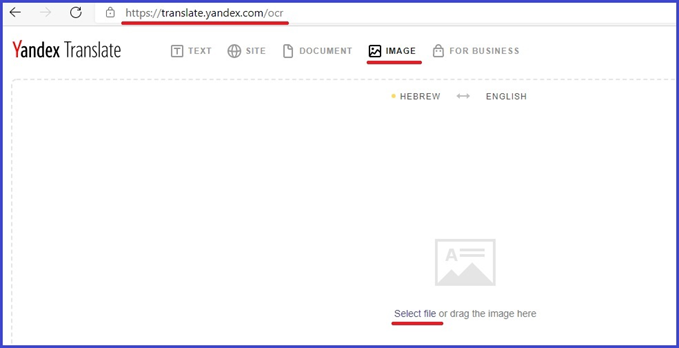 https://translate.yandex.com/ocr
Yandex Translate TEXT SITE DOCUMENT IMAGE FOR BUSINESS
HEBREW ENGLISH
A
Select file or drag the image here